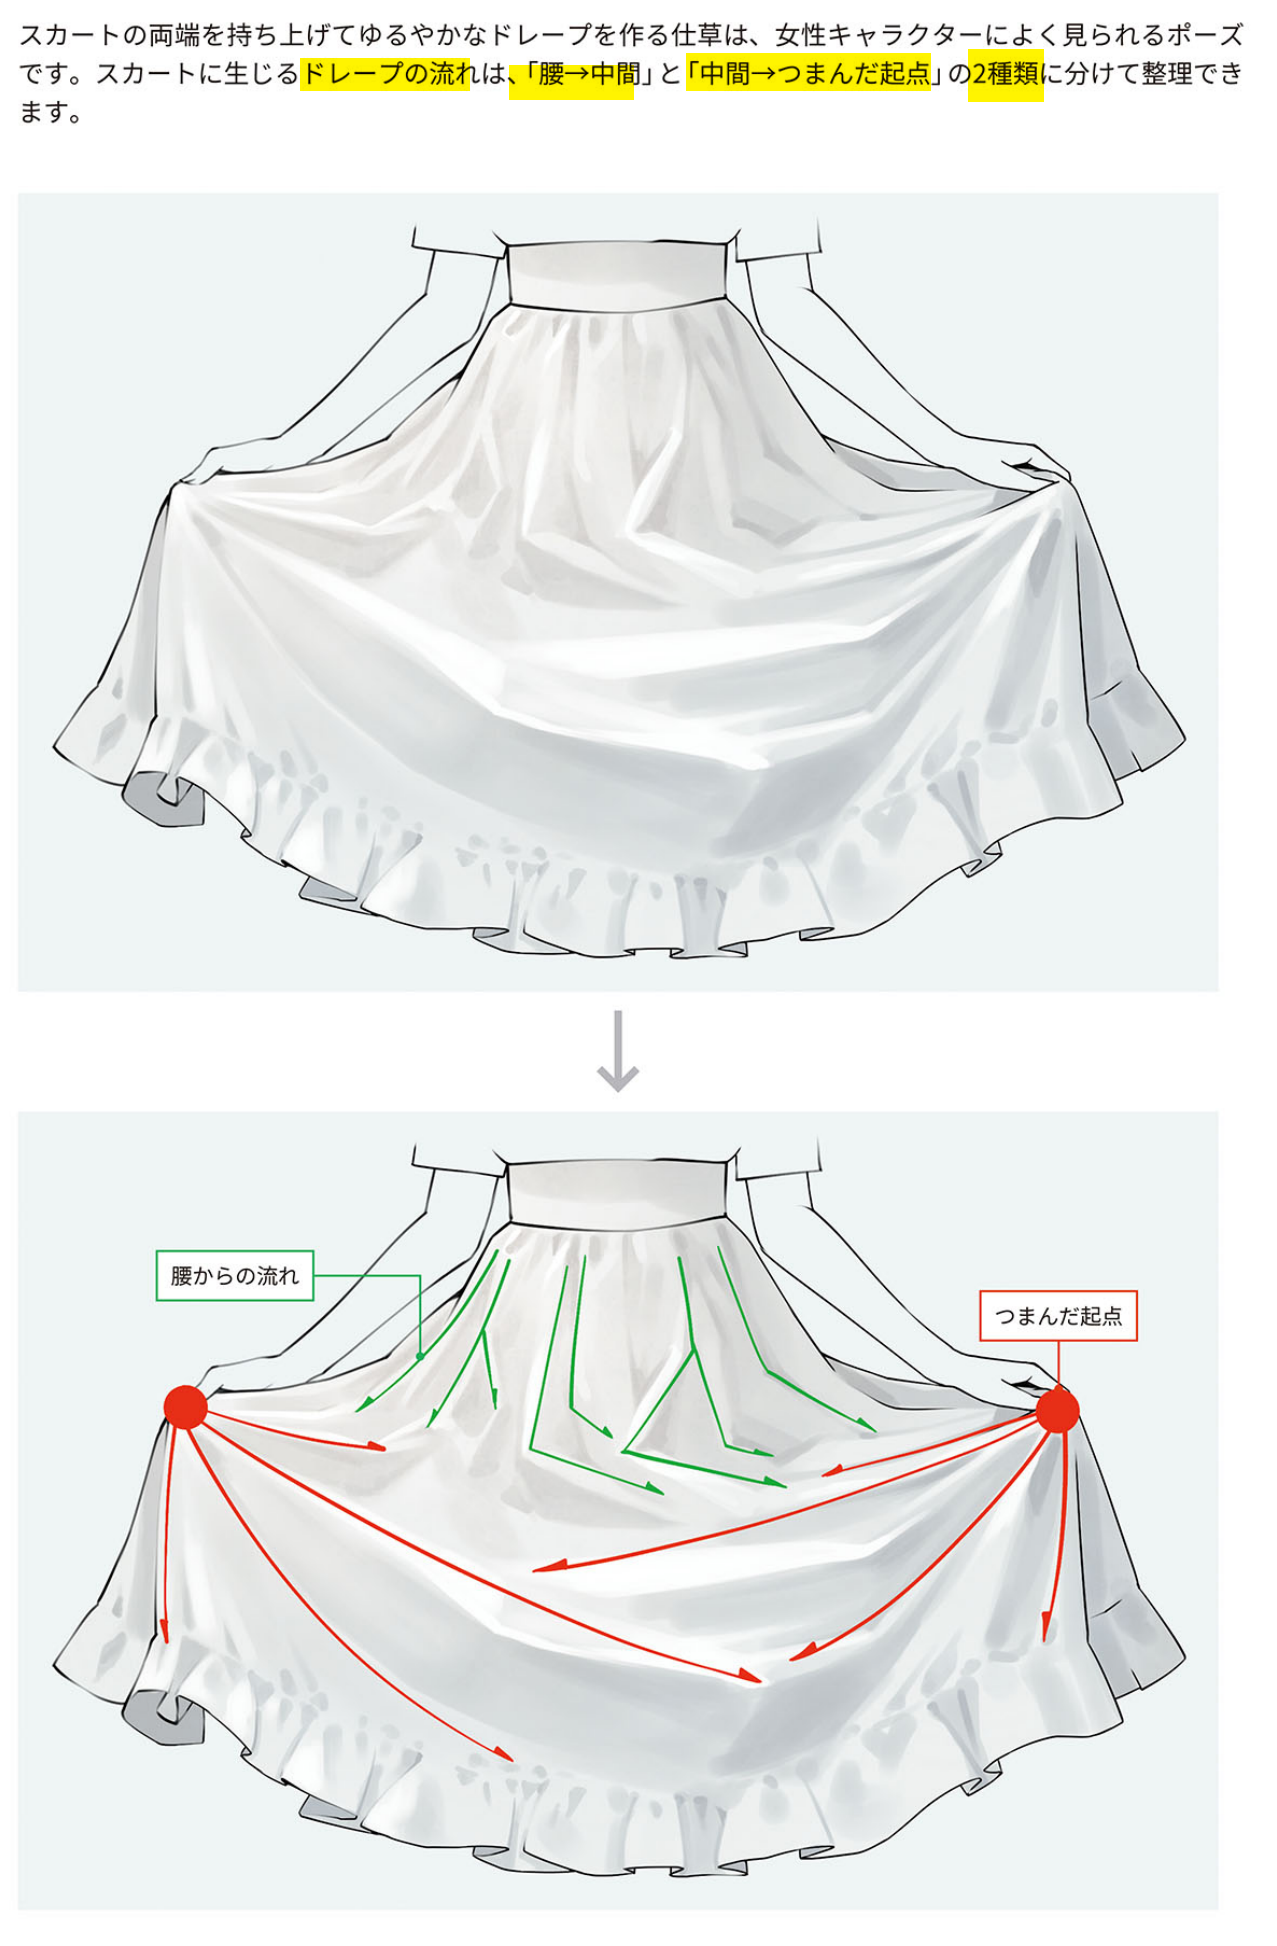 スカートの両端を持ち上げてゆるやかなドレープを作る仕草は、女性キャラクターによく見られるポーズ
です。スカートに生じるドレープの流れは、「腰→中間」と「中間→つまんだ起点」の2種類に分けて整理でき
ます。
腰からの流れ
つまんだ起点